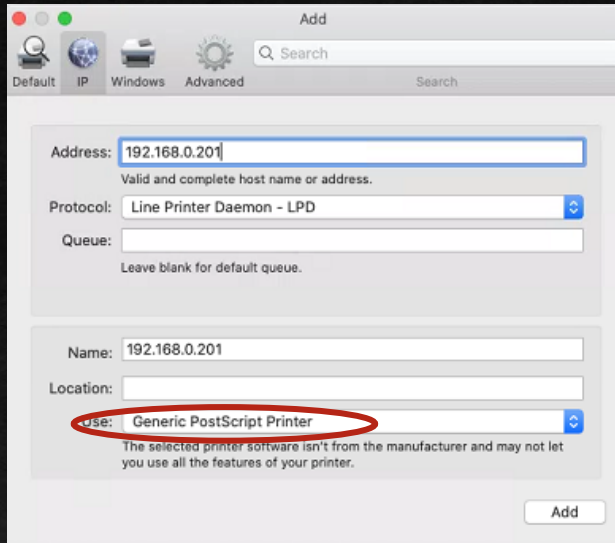 Add
Search
Default IP Windows Advanced Search
Address: 192.168.0.201
Valid and complete host name or address.
Protocol: Line Printer Daemon - LPD
Queue:
Leave blank for default queue.
Name: 192.168.0.201
Location:
Use: Generic PostScript Printer
The selected printer software isn't from the manufacturer and may not let
you use all the features of your printer.
Add